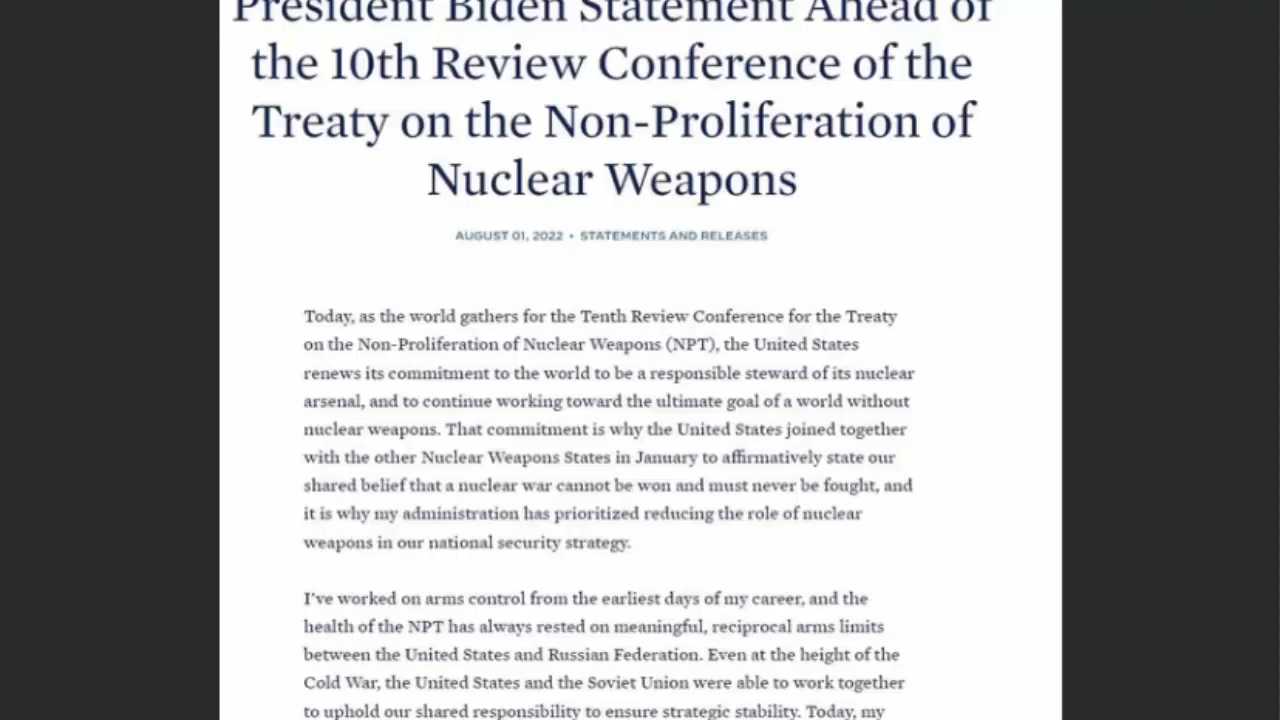 President Biden Statement Ahead of
the 10th Review Conference of the
Treaty on the Non-Proliferation of
Nuclear Weapons
AUGUST 01, 2022 • STATEMENTS AND RELEASES
Today, as the world gathers for the Tenth Review Conference for the Treaty
on the Non-Proliferation of Nuclear Weapons (NPT), the United States
renews its commitment to the world to be a responsible steward of its nuclear
arsenal, and to continue working toward the ultimate goal of a world without
nuclear weapons. That commitment is why the United States joined together
with the other Nuclear Weapons States in January to affirmatively state our
shared belief that a nuclear war cannot be won and must never be fought, and
it is why my administration has prioritized reducing the role of nuclear
weapons in our national security strategy.
I've worked on arms control from the earliest days of my career, and the
health of the NPT has always rested on meaningful, reciprocal arms limits
between the United States and Russian Federation. Even at the height of the
Cold War, the United States and the Soviet Union were able to work together
to uphold our shared responsibility to ensure strategic stability. Today, my